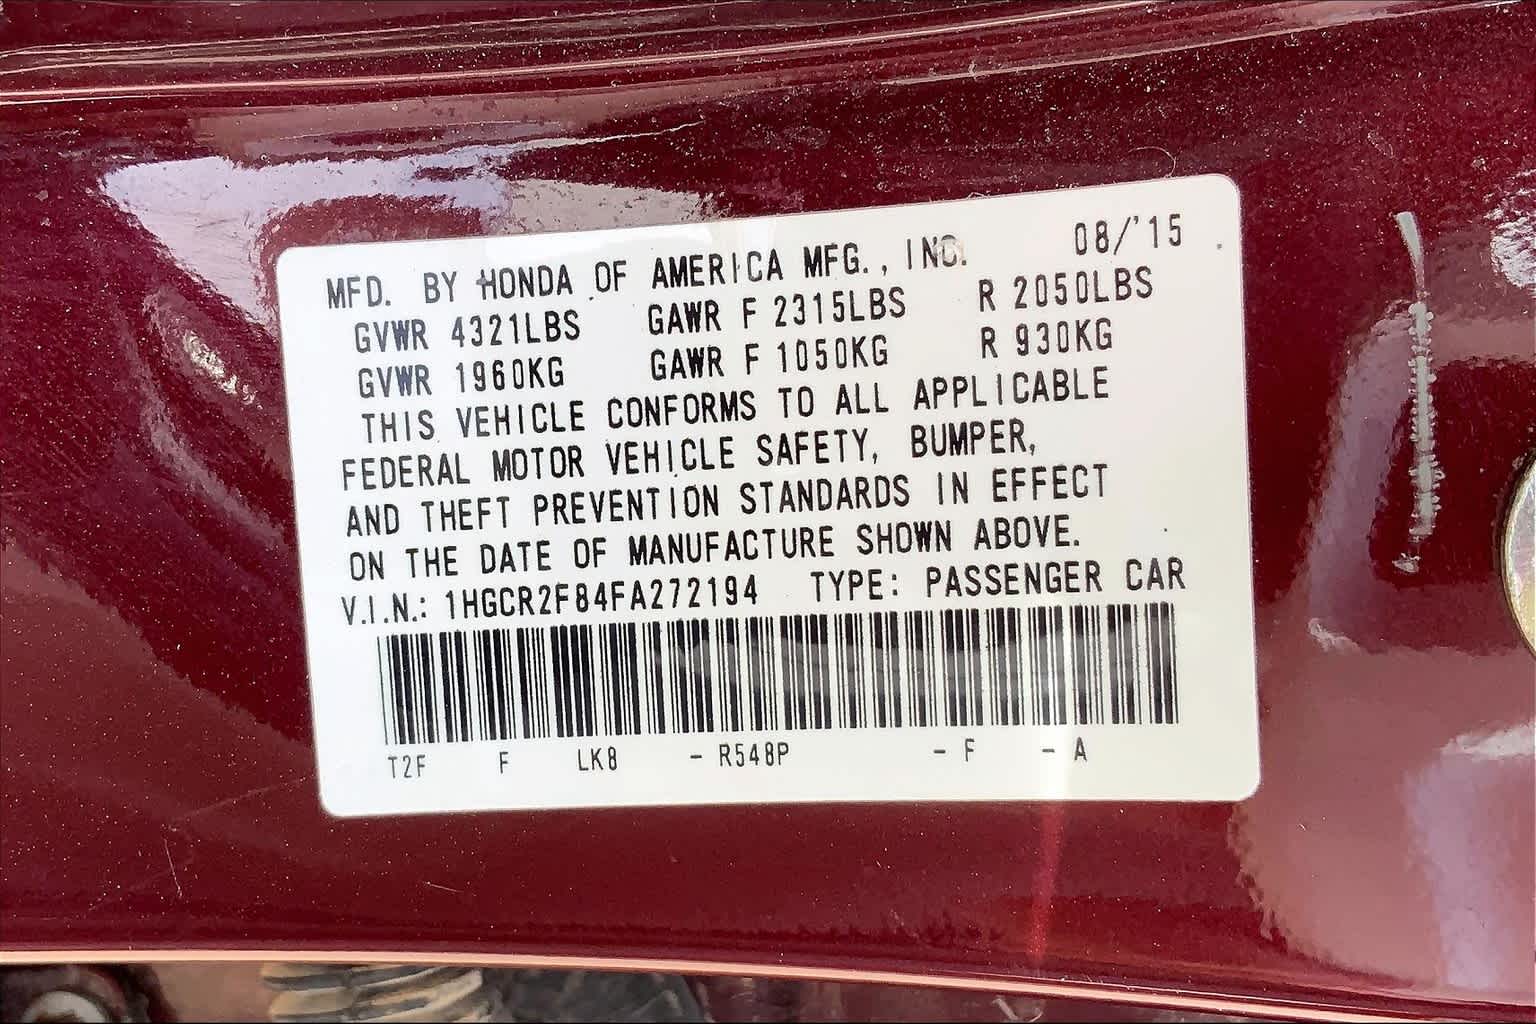 MFD. BY HONDA OF AMERICA MFG., INC. 08/'15
GVWR 4321LBS GAWR F 2315LBS R 2050LBS
GVWR 1960KG GAWR F 1050KG R 930KG
THIS VEHICLE CONFORMS TO ALL APPLICABLE
FEDERAL MOTOR VEHICLE SAFETY, BUMPER,
AND THEFT PREVENTION STANDARDS IN EFFECT
ON THE DATE OF MANUFACTURE SHOWN ABOVE.
V.I.N.: 1HGCR2F84FA272194 TYPE: PASSENGER CAR
T2F F LK8 - R548P - F - A